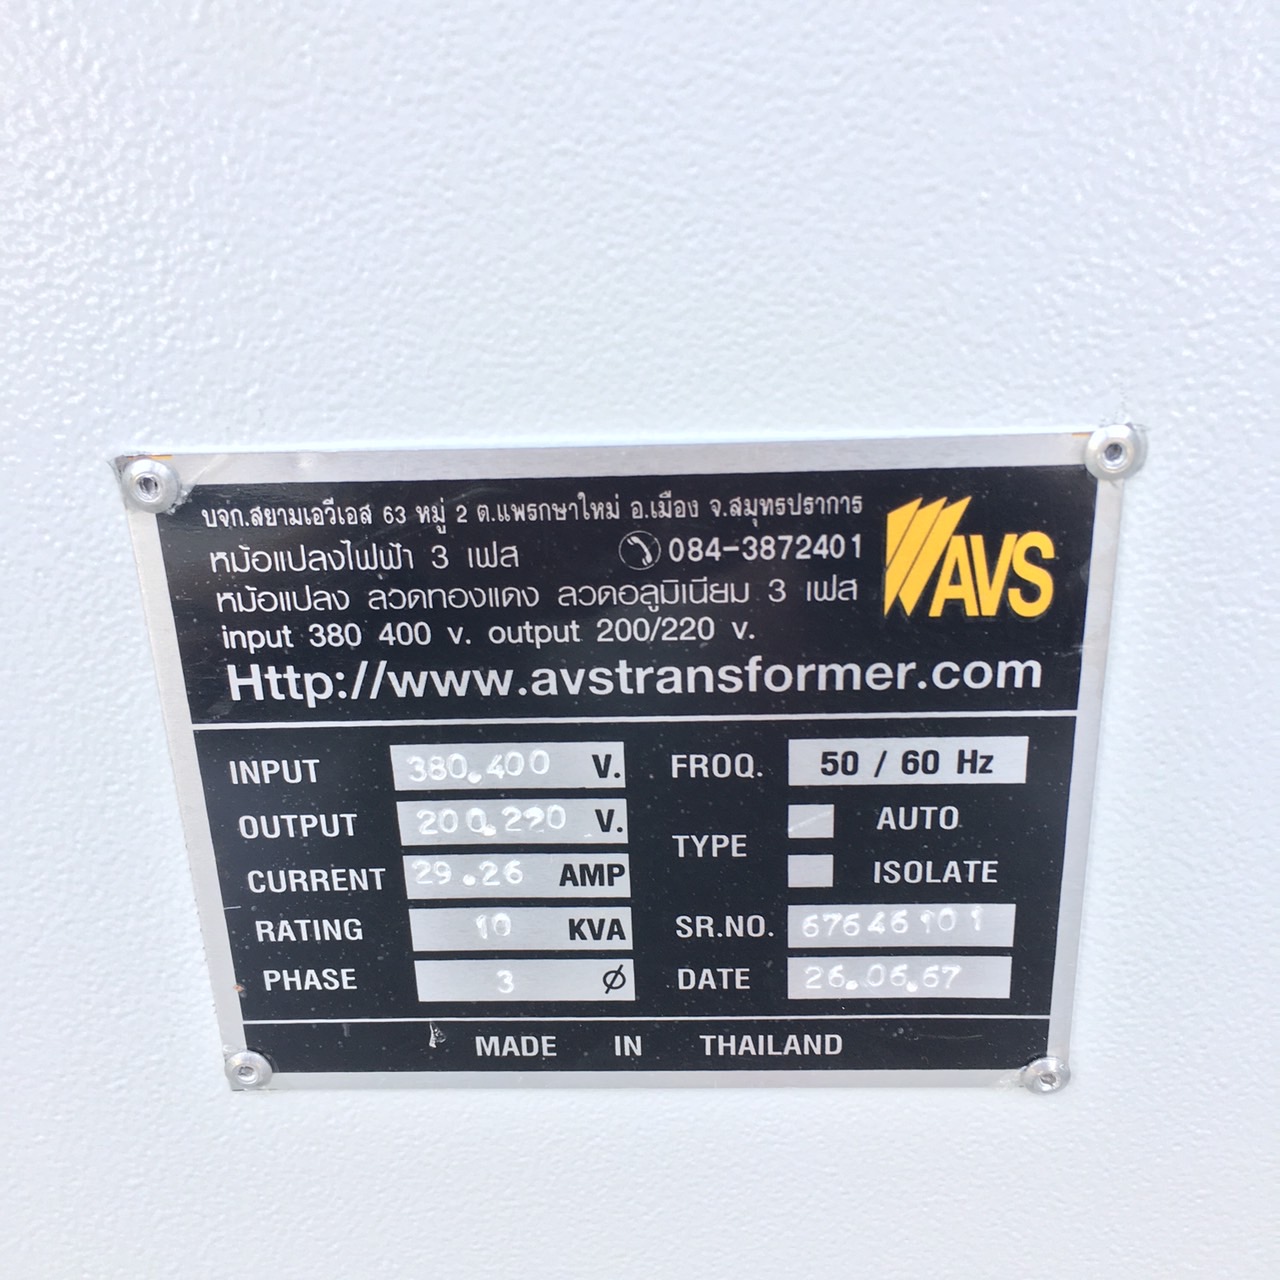 บจก.สยามเอวีเอส 63 หมู่ 2 ต.แพรกษาใหม่ อ.เมือง จ.สมุทรปราการ
หม้อแปลงไฟฟ้า 3 เฟส 084-3872401
หม้อแปลง ลวดทองแดง ลวดอลูมิเนียม 3 เฟส
input 380 400 v. output 200/220 v.
Http://www.avstransformer.com
AVS
INPUT 380.400 V. FROQ. 50 / 60 Hz
OUTPUT 200.220 V. TYPE AUTO
CURRENT 29.26 AMP ISOLATE
RATING 10 KVA SR.NO. 67646101
PHASE 3 Ø DATE 26.06.67
MADE IN THAILAND